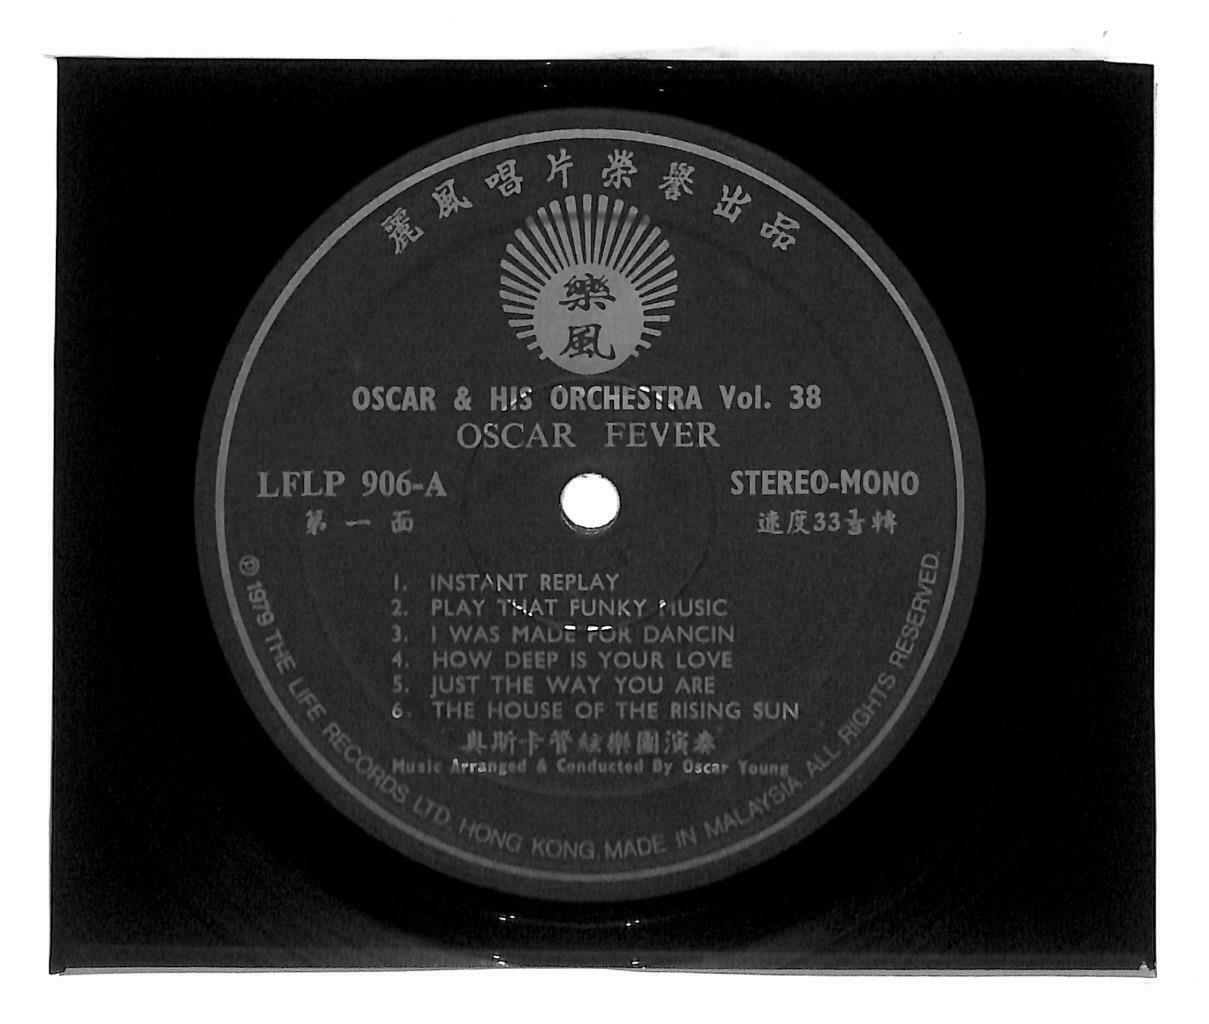 麗風唱片榮譽出品
樂
風
OSCAR & HIS ORCHESTRA Vol. 38
OSCAR FEVER
LFLP 906-A
STEREO-MONO
第一面
速度33⅓轉
1. INSTANT REPLAY
2. PLAY THAT FUNKY MUSIC
3. I WAS MADE FOR DANCIN
4. HOW DEEP IS YOUR LOVE
5. JUST THE WAY YOU ARE
6. THE HOUSE OF THE RISING SUN
奥斯卡管絃樂團演奏
Music Arranged & Conducted By Oscar Young
℗ 1979 THE LIFE RECORDS LTD. HONG KONG, MADE IN MALAYSIA. ALL RIGHTS RESERVED.